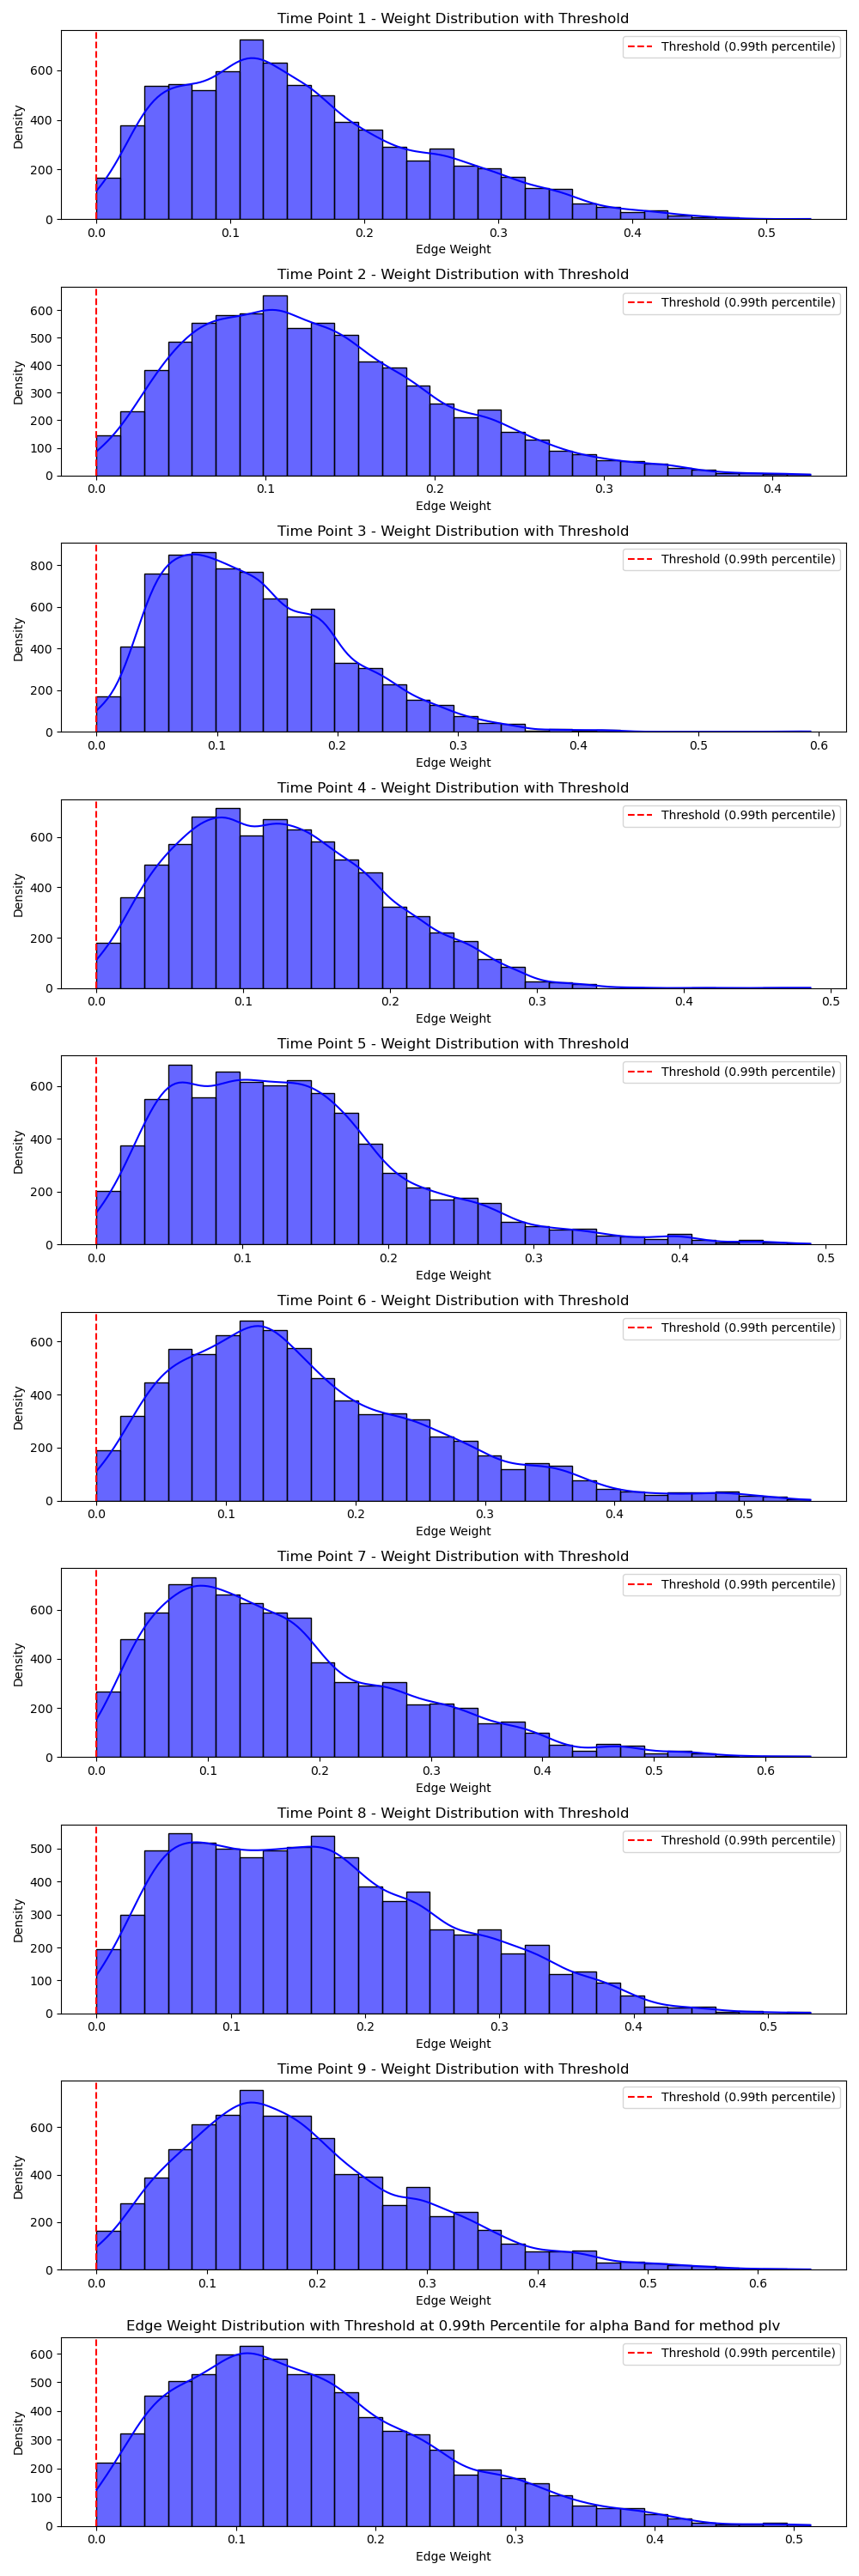 Time Point 1 - Weight Distribution with Threshold
Threshold (0.99th percentile)
Density
600
400
200
0
0.0 0.1 0.2 0.3 0.4 0.5
Edge Weight
Time Point 2 - Weight Distribution with Threshold
Threshold (0.99th percentile)
Density
600
500
400
300
200
100
0
0.0 0.1 0.2 0.3 0.4
Edge Weight
Time Point 3 - Weight Distribution with Threshold
Threshold (0.99th percentile)
Density
800
600
400
200
0
0.0 0.1 0.2 0.3 0.4 0.5 0.6
Edge Weight
Time Point 4 - Weight Distribution with Threshold
Threshold (0.99th percentile)
Density
600
400
200
0
0.0 0.1 0.2 0.3 0.4 0.5
Edge Weight
Time Point 5 - Weight Distribution with Threshold
Threshold (0.99th percentile)
Density
600
400
200
0
0.0 0.1 0.2 0.3 0.4 0.5
Edge Weight
Time Point 6 - Weight Distribution with Threshold
Threshold (0.99th percentile)
Density
600
400
200
0
0.0 0.1 0.2 0.3 0.4 0.5
Edge Weight
Time Point 7 - Weight Distribution with Threshold
Threshold (0.99th percentile)
Density
600
400
200
0
0.0 0.1 0.2 0.3 0.4 0.5 0.6
Edge Weight
Time Point 8 - Weight Distribution with Threshold
Threshold (0.99th percentile)
Density
500
400
300
200
100
0
0.0 0.1 0.2 0.3 0.4 0.5
Edge Weight
Time Point 9 - Weight Distribution with Threshold
Threshold (0.99th percentile)
Density
600
400
200
0
0.0 0.1 0.2 0.3 0.4 0.5 0.6
Edge Weight
Edge Weight Distribution with Threshold at 0.99th Percentile for alpha Band for method plv
Threshold (0.99th percentile)
Density
600
500
400
300
200
100
0
0.0 0.1 0.2 0.3 0.4 0.5
Edge Weight